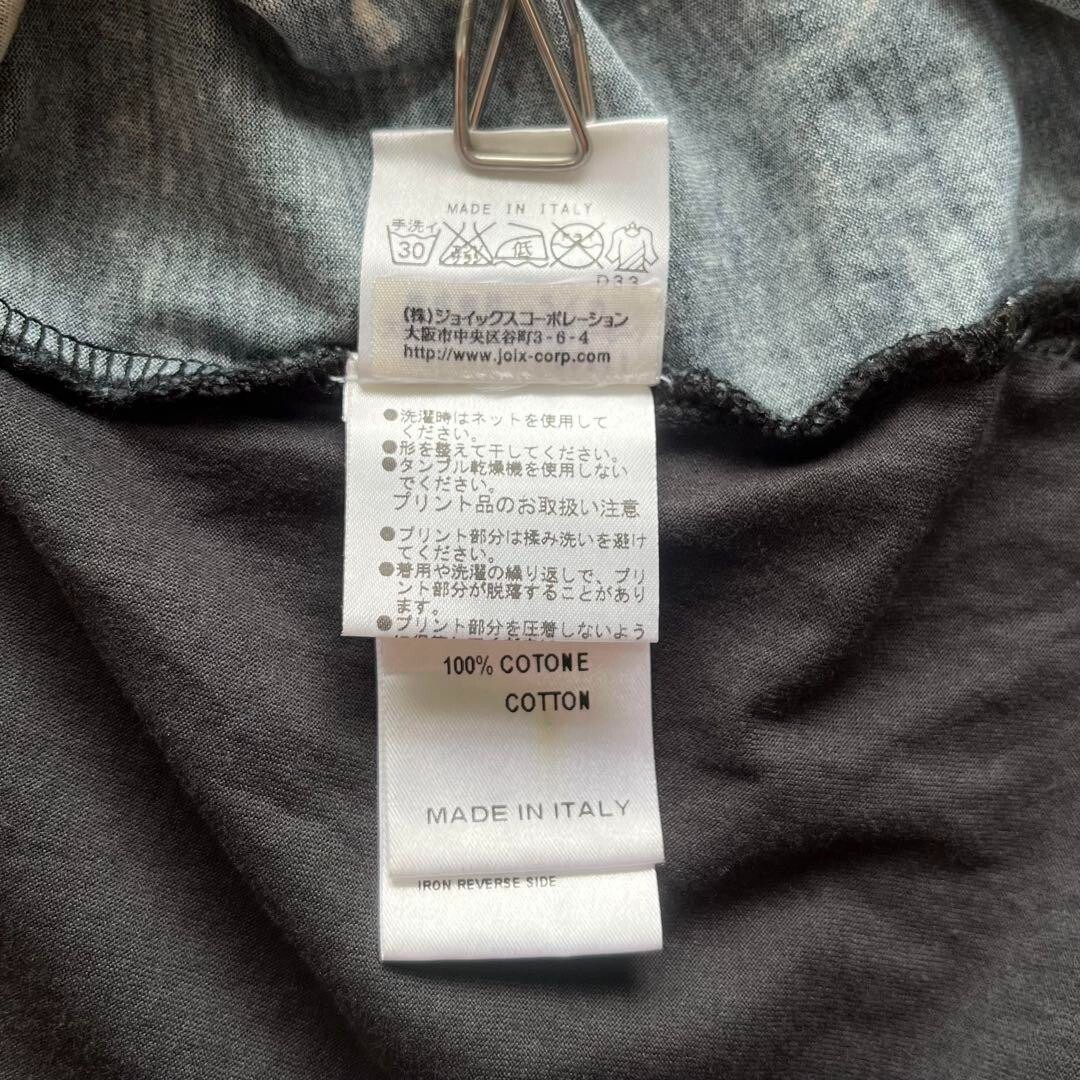 MADE IN ITALY
手洗イ
30
低
D33
(株)ジョイックスコーポレーション
大阪市中央区谷町3-6-4
http://www.joix-corp.com
●洗濯時はネットを使用して
ください。
●形を整えて干してください。
●タンブル乾燥機を使用しない
でください。
プリント品のお取扱い注意
●プリント部分は揉み洗いを避け
てください。
●着用や洗濯の繰り返しで、プリ
ント部分が脱落することがあり
ます。
●プリント部分を圧着しないよう
100% COTONE
COTTON
MADE IN ITALY
IRON REVERSE SIDE